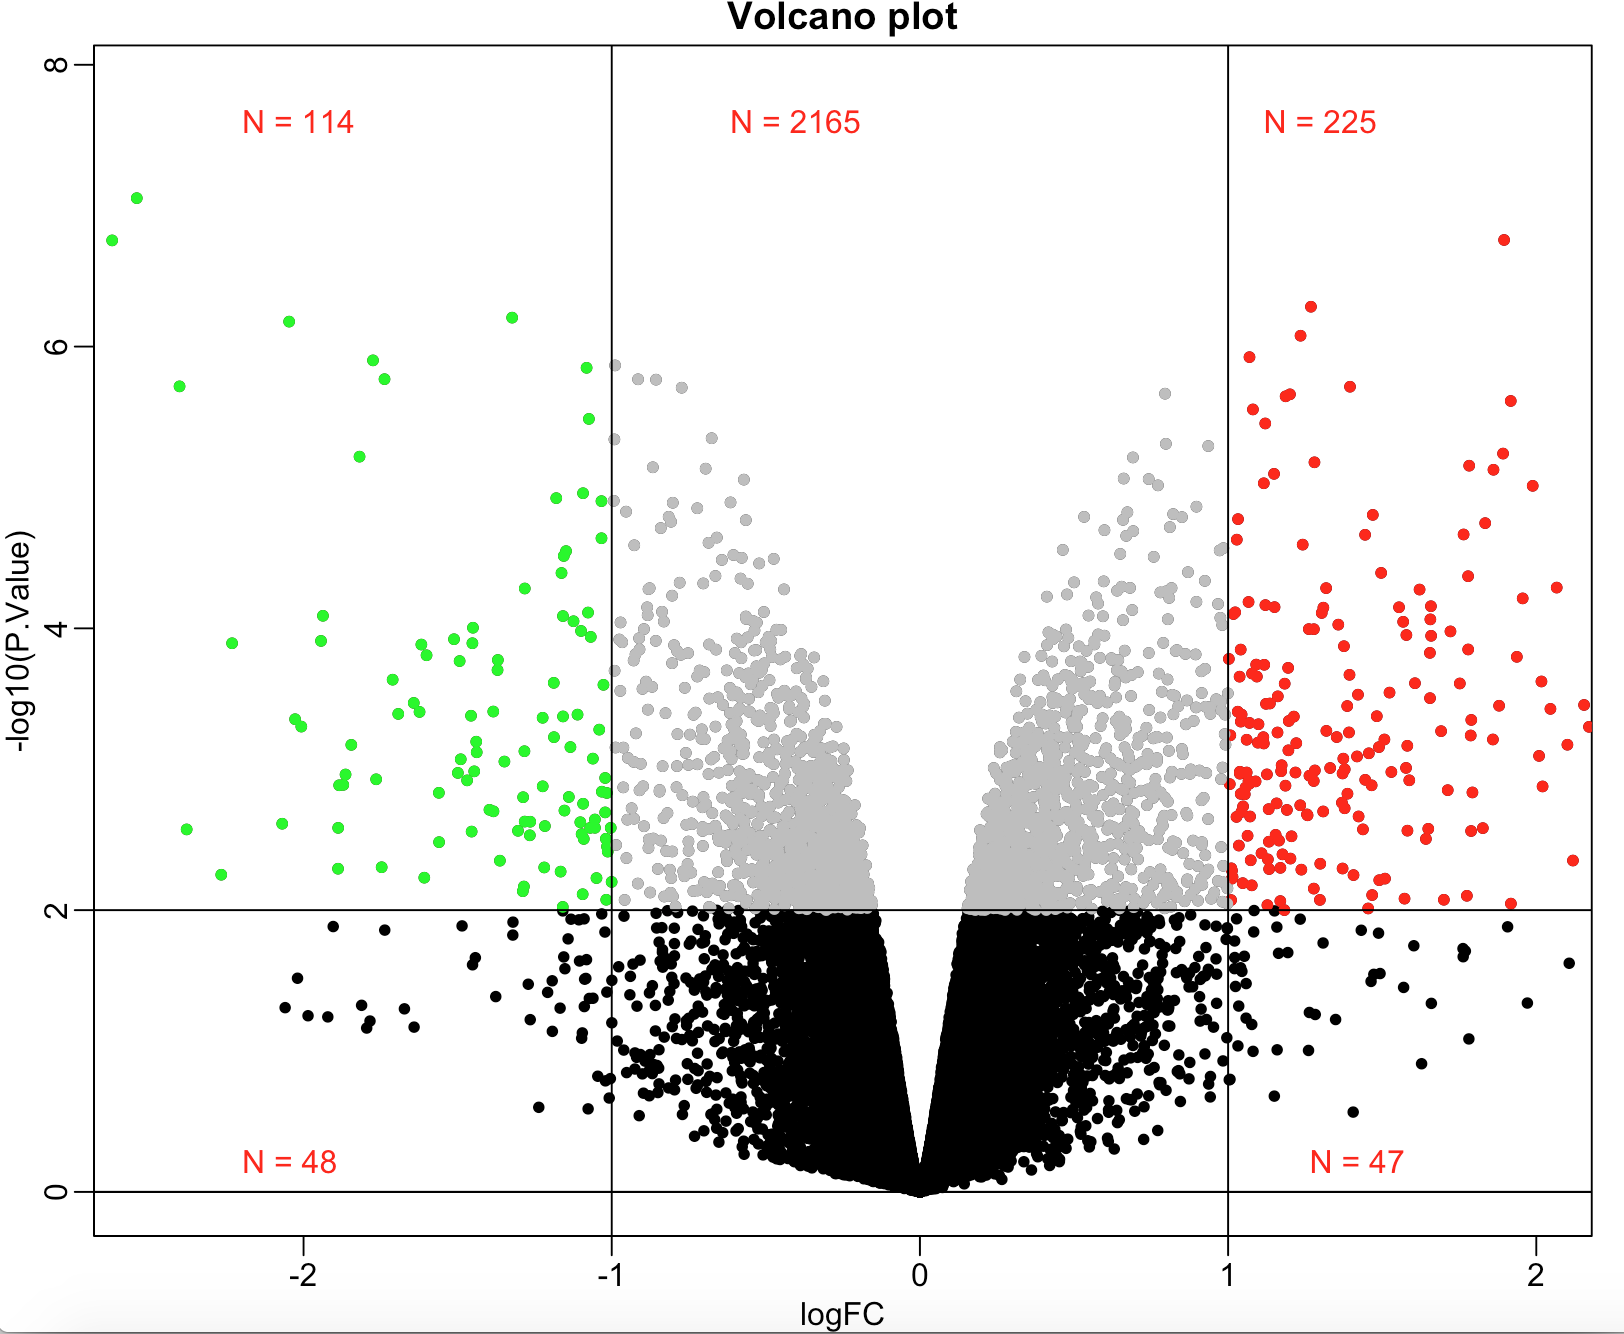 Volcano plot
8
N = 114
N = 2165
N = 225
6
-log10(P.Value)
4
2
N = 48
N = 47
0
-2
-1
0
1
2
logFC